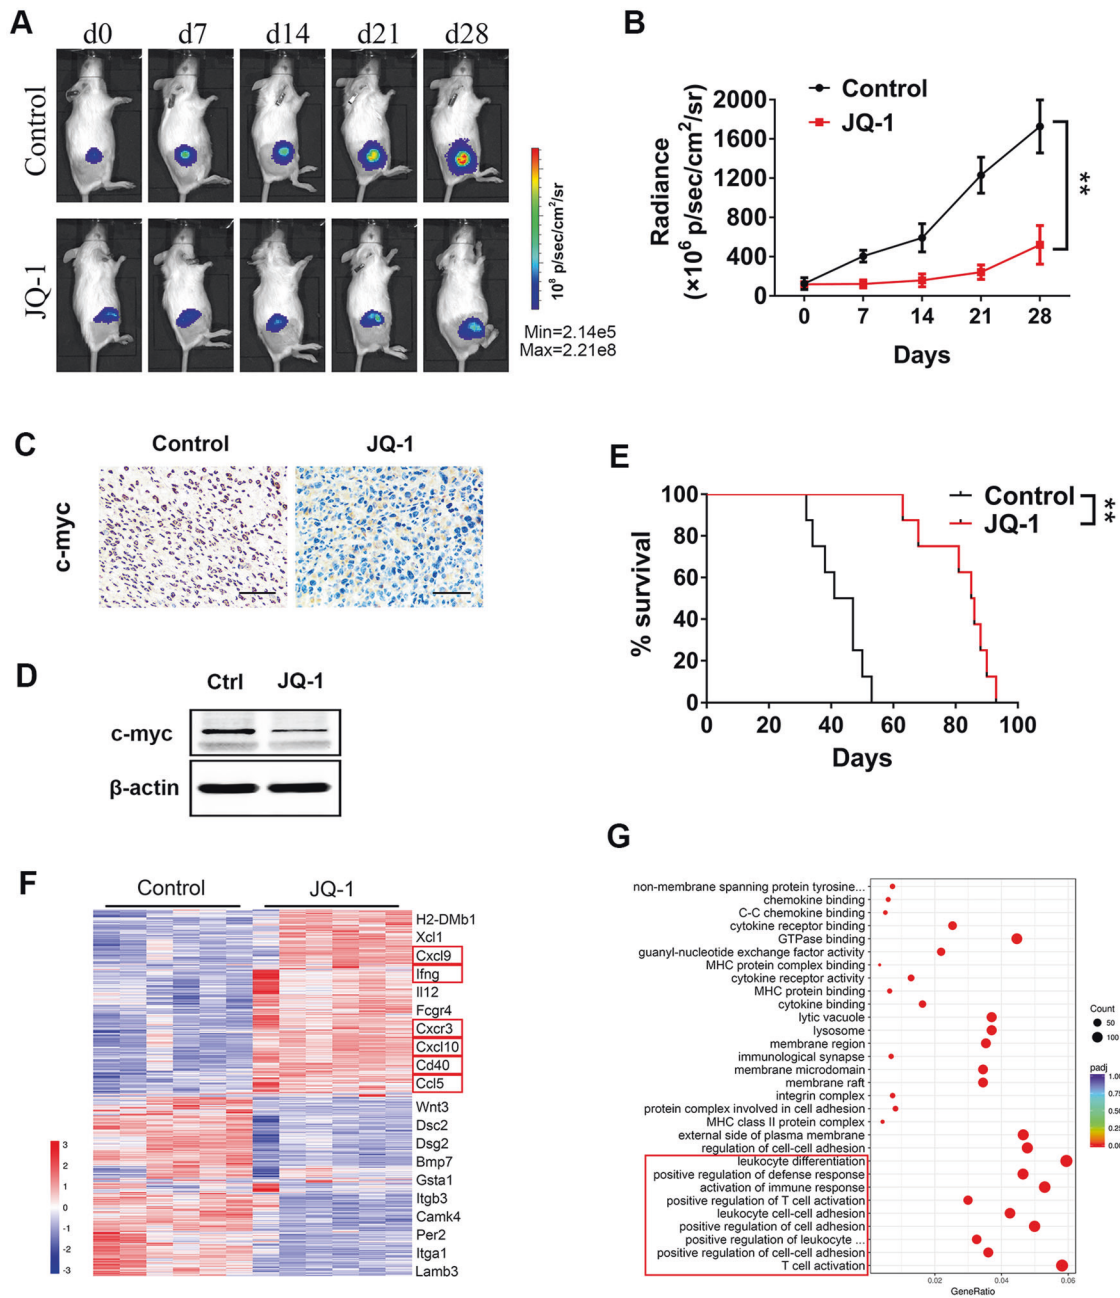 A
d0 d7 d14 d21 d28
Control
JQ-1
10⁸ p/sec/cm²/sr
Min=2.14e5
Max=2.21e8
B
Control
JQ-1
Radiance
(×10⁶ p/sec/cm²/sr)
2000
1600
1200
800
400
0
0 7 14 21 28
Days
**
C
Control JQ-1
c-myc
D
Ctrl JQ-1
c-myc
β-actin
E
Control
JQ-1
**
% survival
100
80
60
40
20
0
0 20 40 60 80 100
Days
F
Control JQ-1
H2-DMb1
Xcl1
Cxcl9
Ifng
Il12
Fcgr4
Cxcr3
Cxcl10
Cd40
Ccl5
Wnt3
Dsc2
Dsg2
Bmp7
Gsta1
Itgb3
Camk4
Per2
Itga1
Lamb3
3
2
1
0
-1
-2
-3
G
non-membrane spanning protein tyrosine...
chemokine binding
C-C chemokine binding
cytokine receptor binding
GTPase binding
guanyl-nucleotide exchange factor activity
MHC protein complex binding
cytokine receptor activity
MHC protein binding
cytokine binding
lytic vacuole
lysosome
membrane region
immunological synapse
membrane microdomain
membrane raft
integrin complex
protein complex involved in cell adhesion
MHC class II protein complex
external side of plasma membrane
regulation of cell-cell adhesion
leukocyte differentiation
positive regulation of defense response
activation of immune response
positive regulation of T cell activation
leukocyte cell-cell adhesion
positive regulation of cell adhesion
positive regulation of leukocyte ...
positive regulation of cell-cell adhesion
T cell activation
0.02 0.04 0.06
GeneRatio
Count
50
100
padj
1.00
0.75
0.50
0.25
0.00